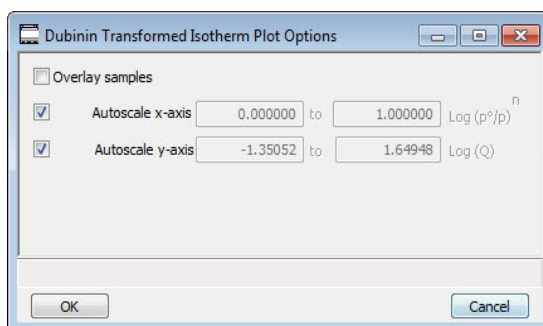 Dubinin Transformed Isotherm Plot Options
Overlay samples
Autoscale x-axis 0.000000 to 1.000000 Log (p°/p)n
Autoscale y-axis -1.35052 to 1.64948 Log (Q)
OK Cancel